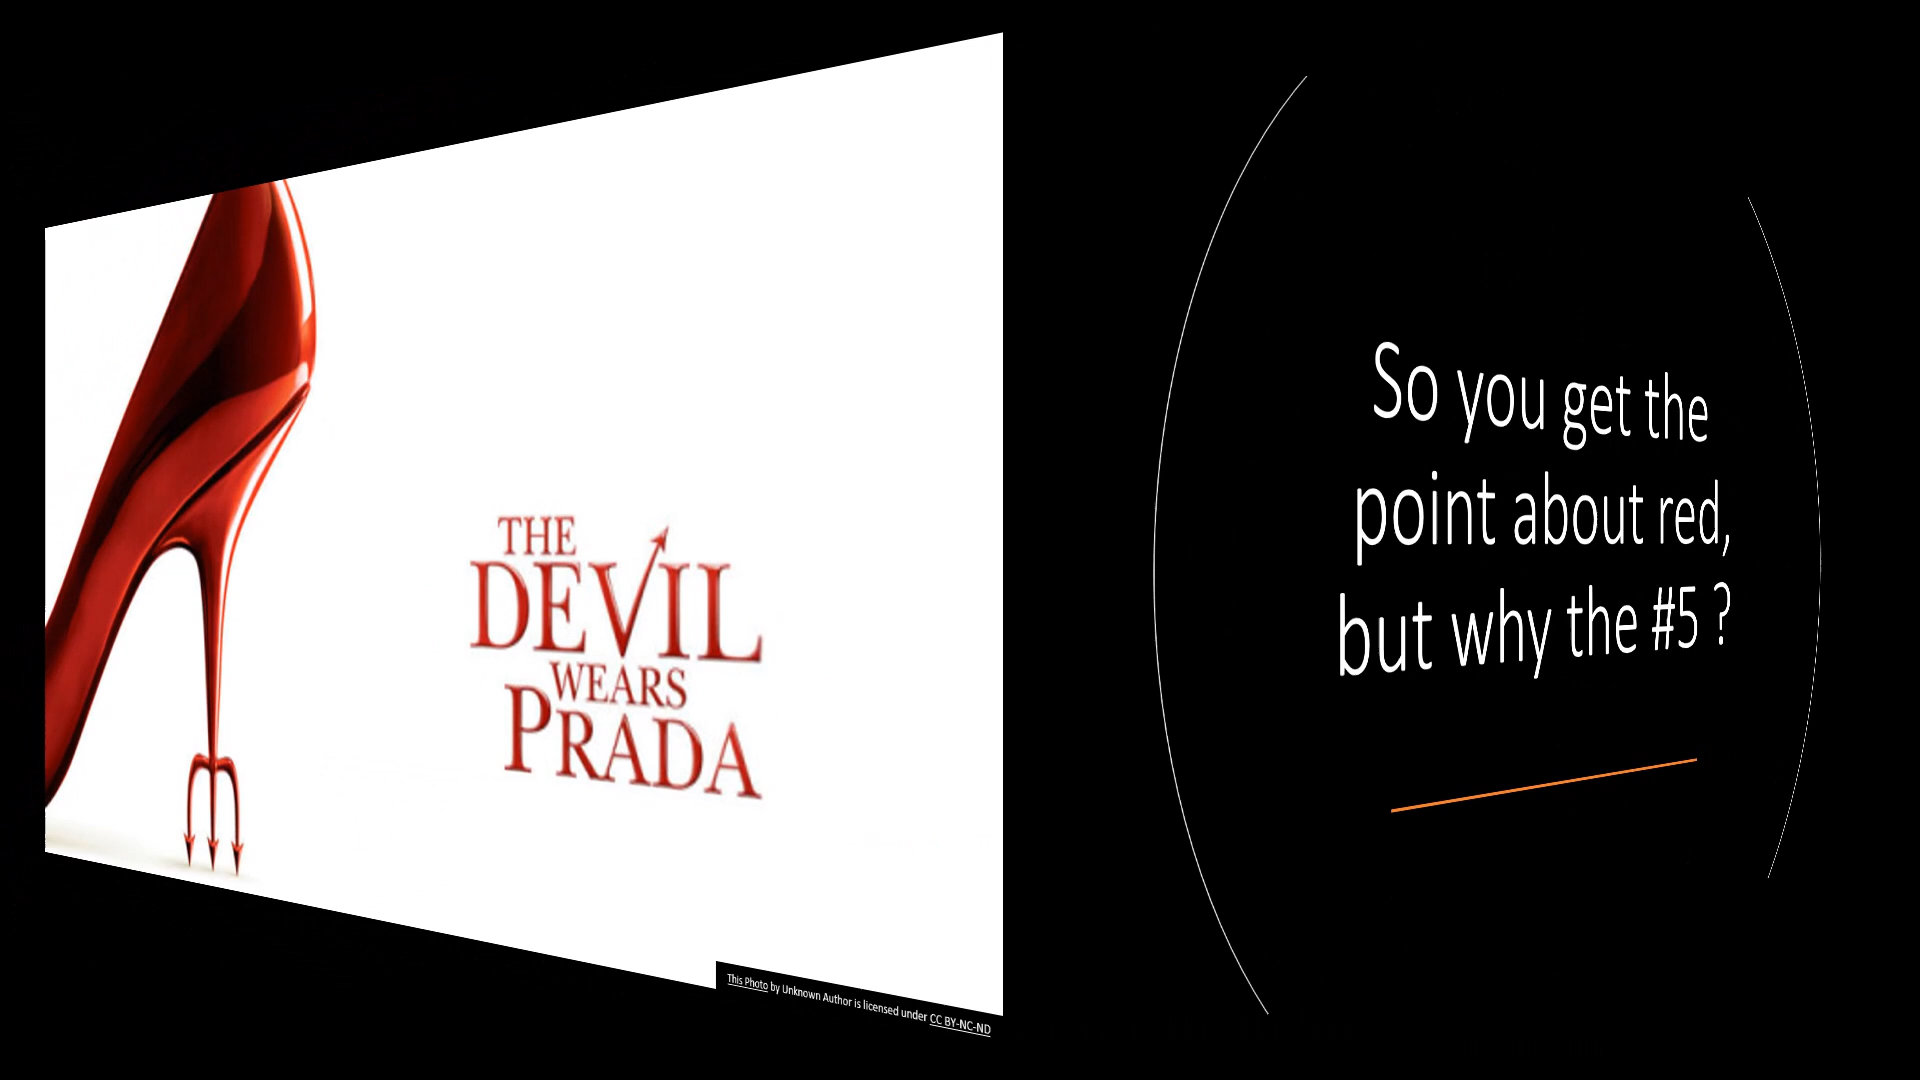 THE
DEVIL
WEARS
PRADA
This Photo by Unknown Author is licensed under CC BY-NC-ND
So you get the
point about red,
but why the #5 ?